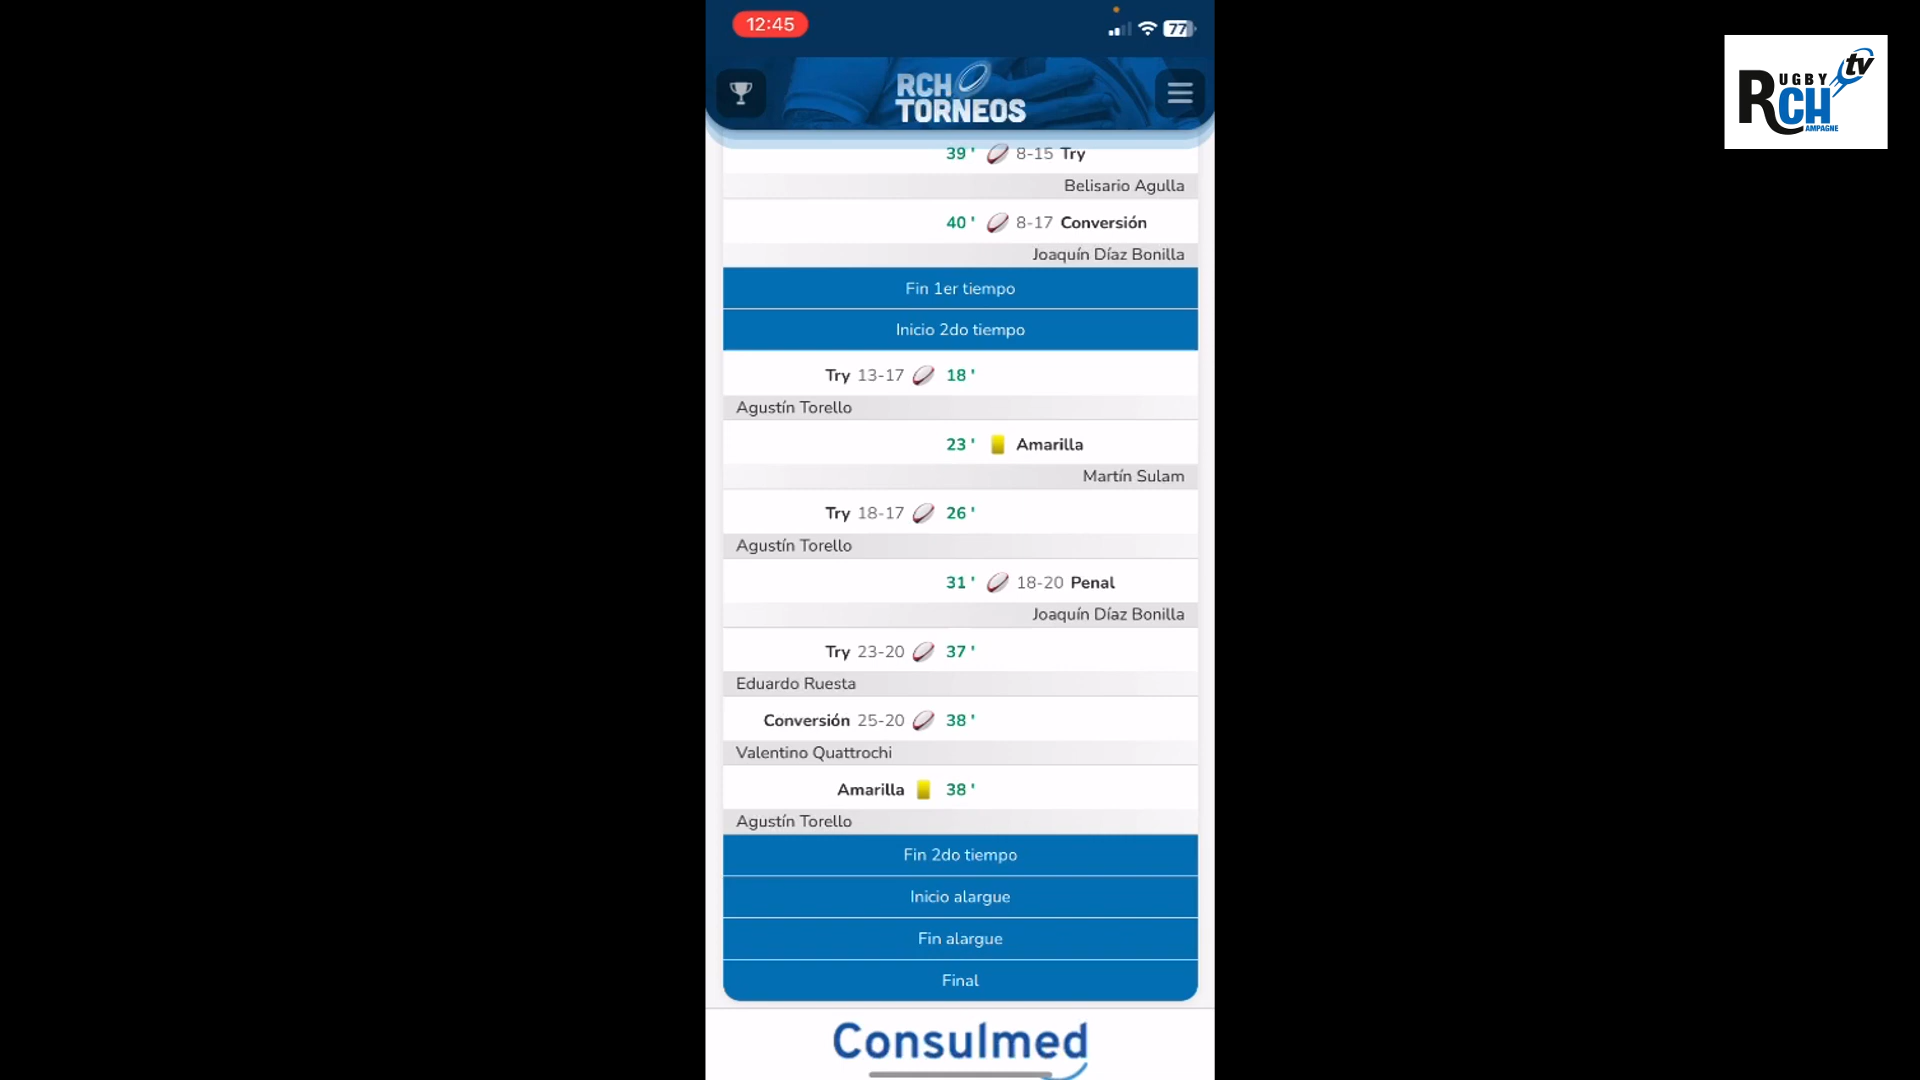 12:45
77
RCH
TORNEOS
RUGBY tv
CH
AMPAGNE
39 ' 8-15 Try
Belisario Agulla
40 ' 8-17 Conversión
Joaquín Díaz Bonilla
Fin 1er tiempo
Inicio 2do tiempo
Try 13-17 18 '
Agustín Torello
23 ' Amarilla
Martín Sulam
Try 18-17 26 '
Agustín Torello
31 ' 18-20 Penal
Joaquín Díaz Bonilla
Try 23-20 37 '
Eduardo Ruesta
Conversión 25-20 38 '
Valentino Quattrochi
Amarilla 38 '
Agustín Torello
Fin 2do tiempo
Inicio alargue
Fin alargue
Final
Consulmed